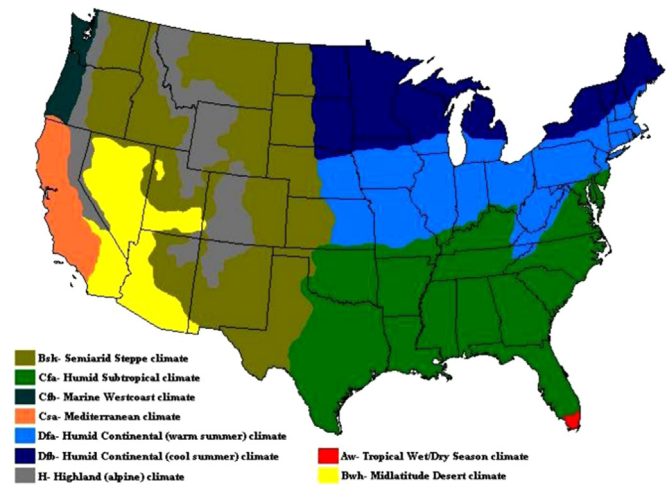 Bsk- Semiarid Steppe climate
Cfa- Humid Subtropical climate
Cfb- Marine Westcoast climate
Csa- Mediterranean climate
Dfa- Humid Continental (warm summer) climate
Dfb- Humid Continental (cool summer) climate
H- Highland (alpine) climate
Aw- Tropical Wet/Dry Season climate
Bwh- Midlatitude Desert climate